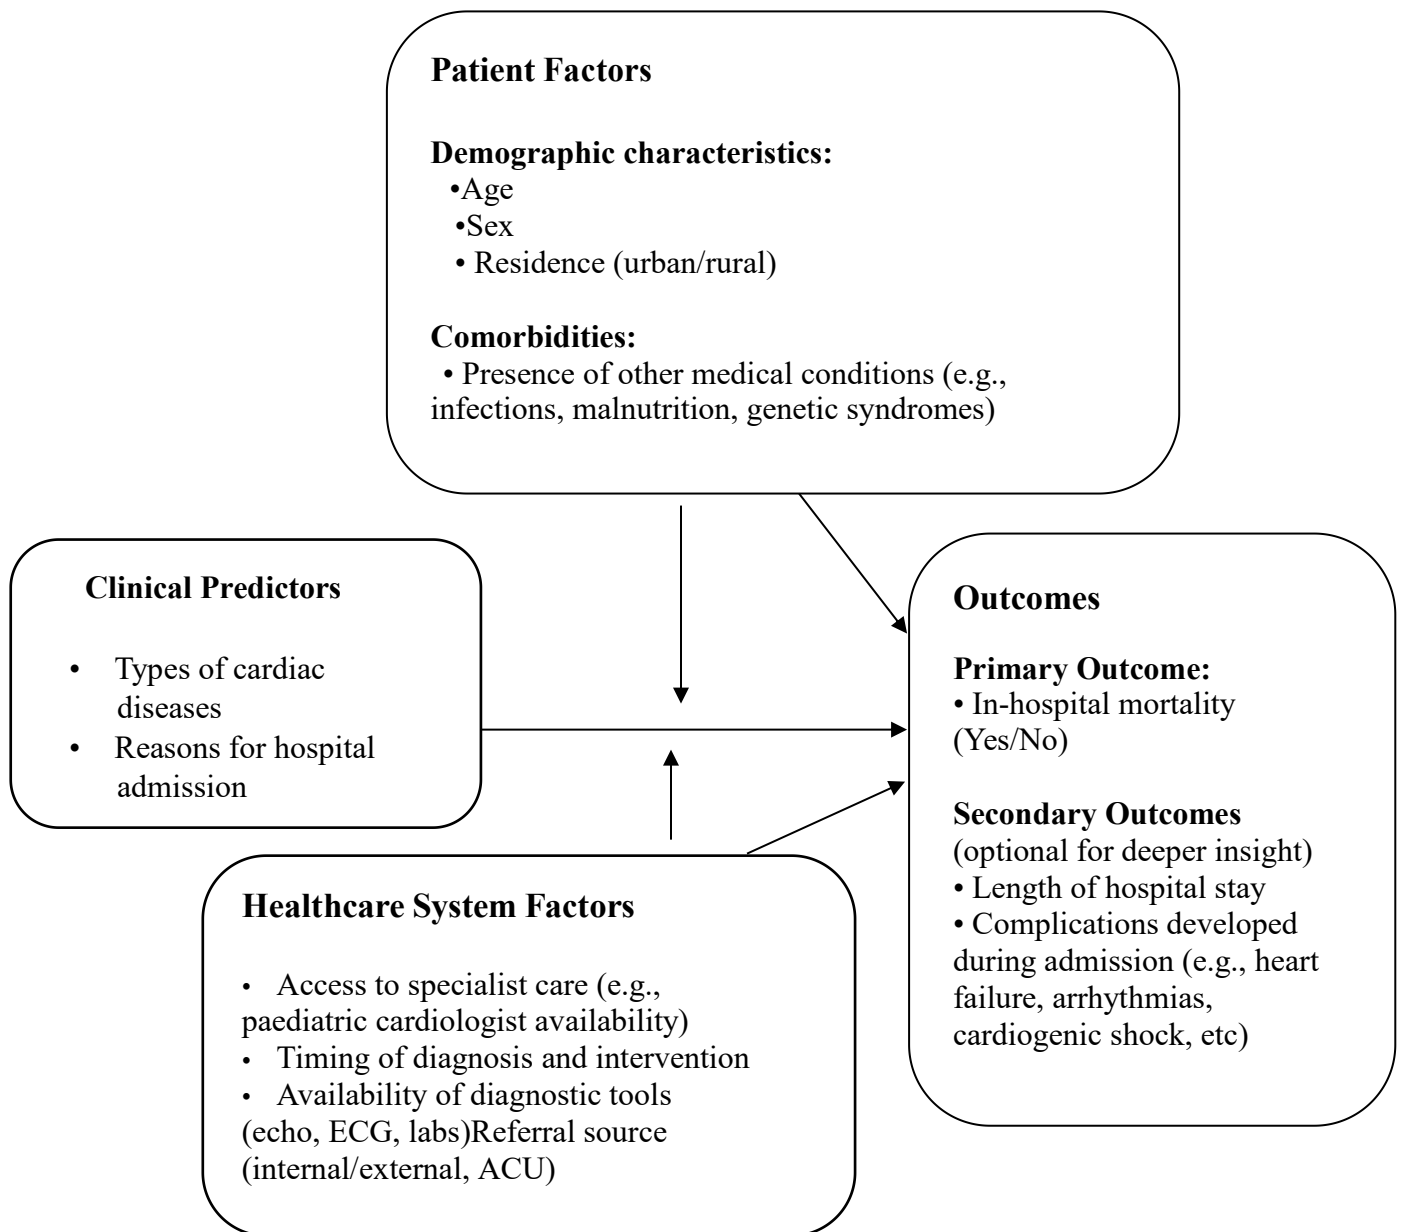 Patient Factors
Demographic characteristics:
•Age
•Sex
• Residence (urban/rural)
Comorbidities:
• Presence of other medical conditions (e.g.,
infections, malnutrition, genetic syndromes)
Clinical Predictors
• Types of cardiac
diseases
• Reasons for hospital
admission
Outcomes
Primary Outcome:
• In-hospital mortality
(Yes/No)
Secondary Outcomes
(optional for deeper insight)
• Length of hospital stay
• Complications developed
during admission (e.g., heart
failure, arrhythmias,
cardiogenic shock, etc)
Healthcare System Factors
• Access to specialist care (e.g.,
paediatric cardiologist availability)
• Timing of diagnosis and intervention
• Availability of diagnostic tools
(echo, ECG, labs)Referral source
(internal/external, ACU)